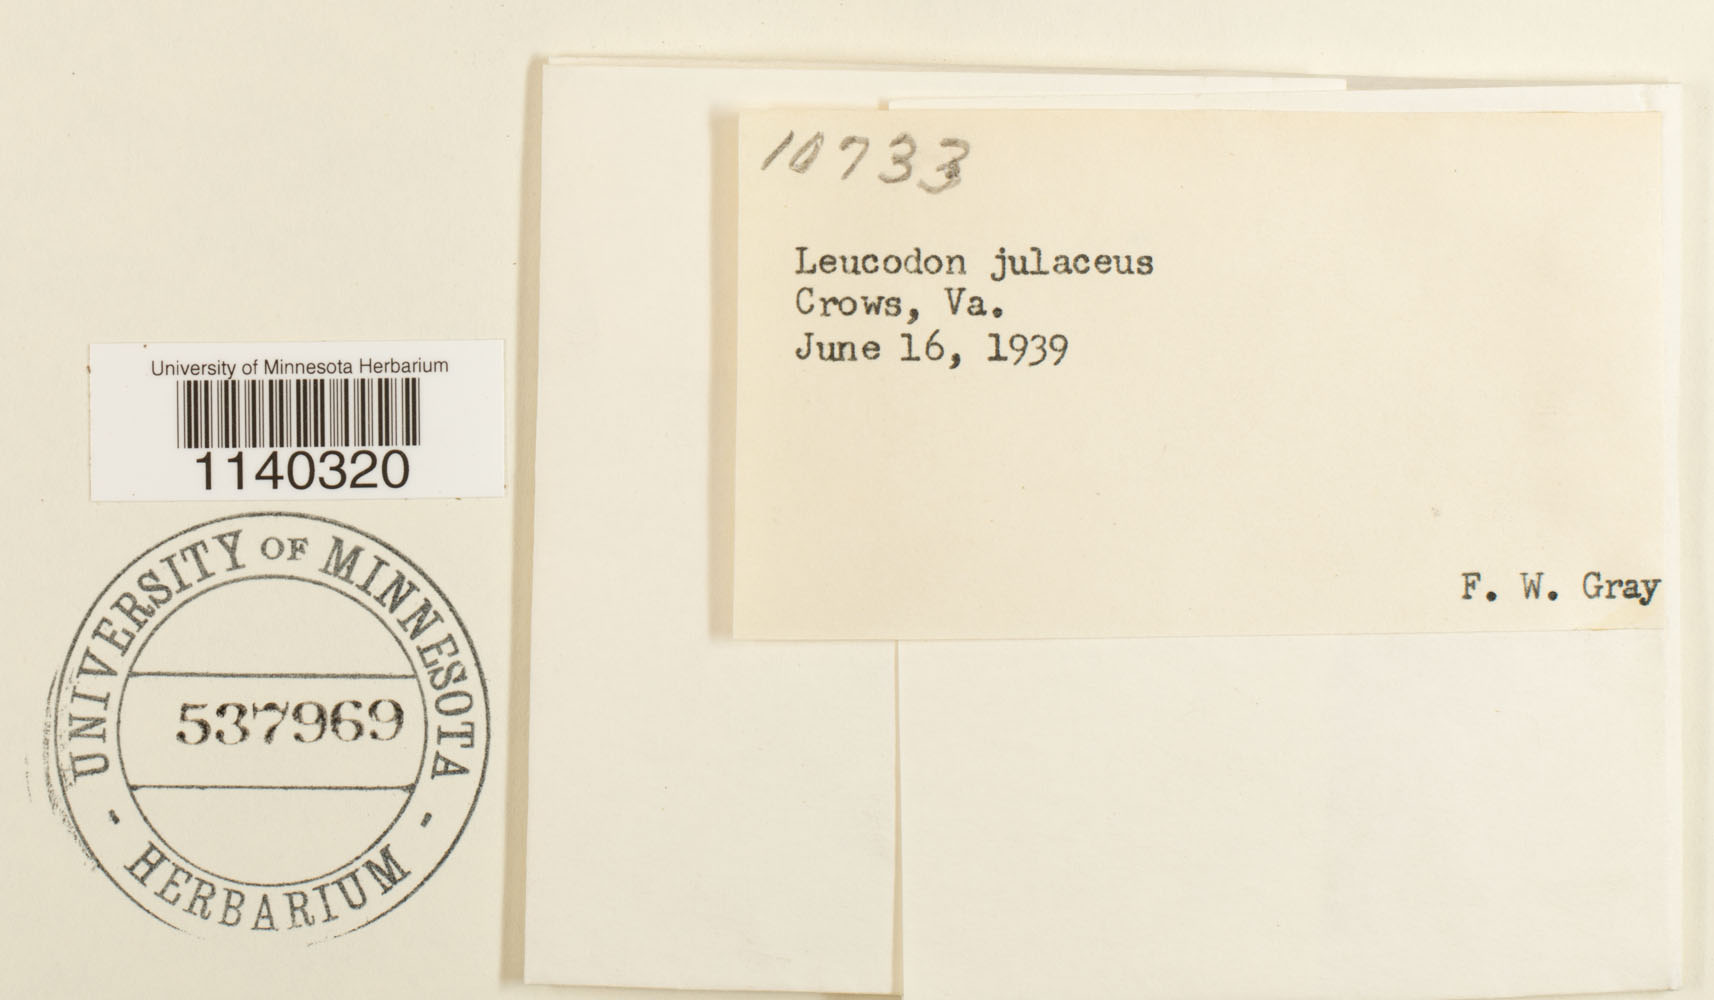 10733
Leucodon julaceus
Crows, Va.
June 16, 1939
F. W. Gray
University of Minnesota Herbarium
1140320
UNIVERSITY OF MINNESOTA
537969
- HERBARIUM -